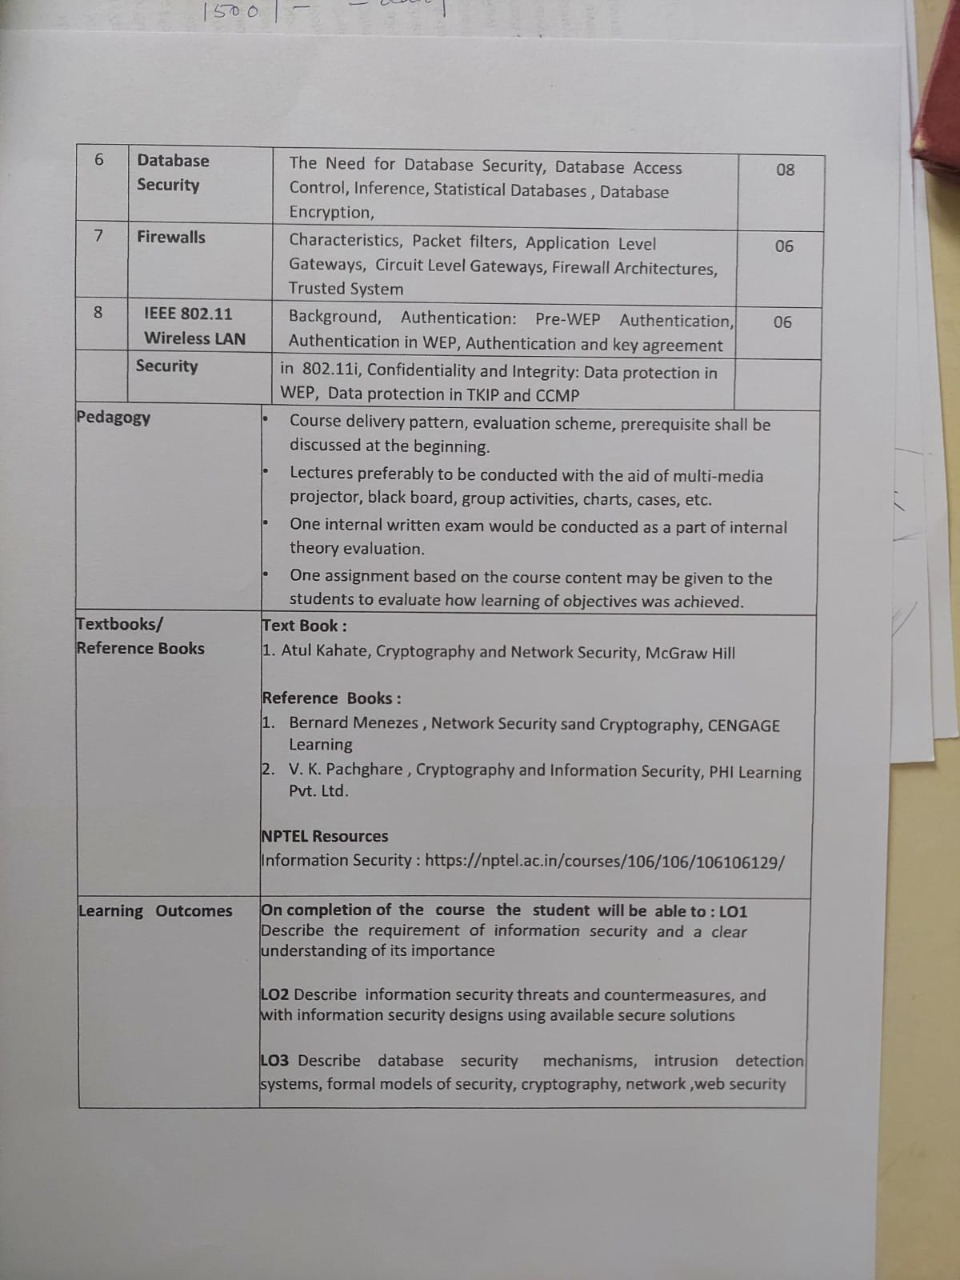 1500/-
6 Database The Need for Database Security, Database Access 08
Security Control, Inference, Statistical Databases , Database
Encryption,
7 Firewalls Characteristics, Packet filters, Application Level 06
Gateways, Circuit Level Gateways, Firewall Architectures,
Trusted System
8 IEEE 802.11 Background, Authentication: Pre-WEP Authentication, 06
Wireless LAN Authentication in WEP, Authentication and key agreement
Security in 802.11i, Confidentiality and Integrity: Data protection in
WEP, Data protection in TKIP and CCMP
Pedagogy • Course delivery pattern, evaluation scheme, prerequisite shall be
discussed at the beginning.
• Lectures preferably to be conducted with the aid of multi-media
projector, black board, group activities, charts, cases, etc.
• One internal written exam would be conducted as a part of internal
theory evaluation.
• One assignment based on the course content may be given to the
students to evaluate how learning of objectives was achieved.
Textbooks/ Text Book :
Reference Books 1. Atul Kahate, Cryptography and Network Security, McGraw Hill
Reference Books :
1. Bernard Menezes , Network Security sand Cryptography, CENGAGE
Learning
2. V. K. Pachghare , Cryptography and Information Security, PHI Learning
Pvt. Ltd.
NPTEL Resources
Information Security : https://nptel.ac.in/courses/106/106/106106129/
Learning Outcomes On completion of the course the student will be able to : LO1
Describe the requirement of information security and a clear
understanding of its importance
LO2 Describe information security threats and countermeasures, and
with information security designs using available secure solutions
LO3 Describe database security mechanisms, intrusion detection
systems, formal models of security, cryptography, network ,web security